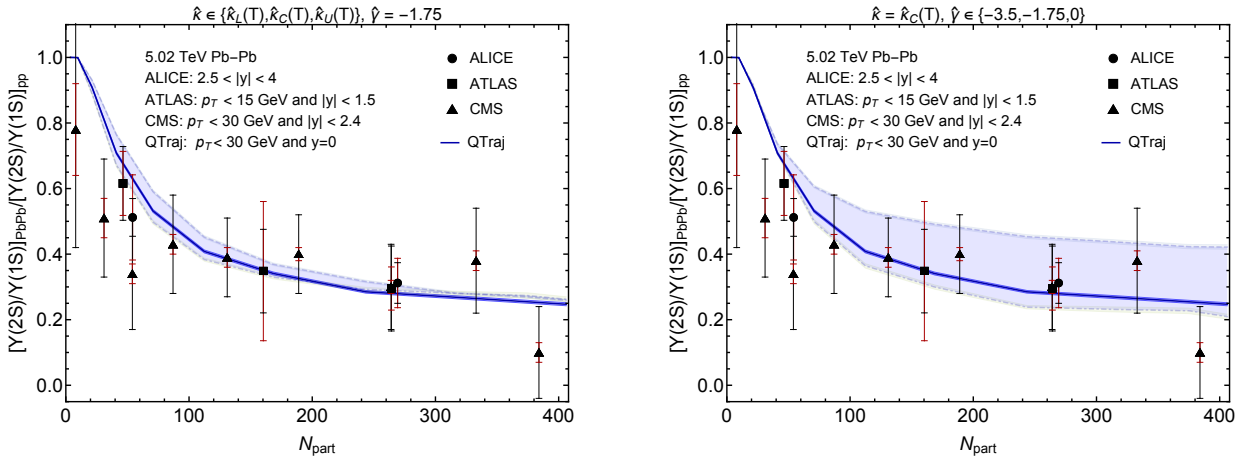 κ̂ ∈ {κ̂_L(T),κ̂_C(T),κ̂_U(T)}, γ̂ = −1.75
[Υ(2S)/Υ(1S)]_PbPb/[Υ(2S)/Υ(1S)]_pp
1.0
0.8
0.6
0.4
0.2
0.0
5.02 TeV Pb−Pb
ALICE: 2.5 < |y| < 4
ATLAS: p_T < 15 GeV and |y| < 1.5
CMS: p_T < 30 GeV and |y| < 2.4
QTraj: p_T < 30 GeV and y=0
ALICE
ATLAS
CMS
QTraj
0 100 200 300 400
N_part
κ̂ = κ̂_C(T), γ̂ ∈ {−3.5,−1.75,0}
[Υ(2S)/Υ(1S)]_PbPb/[Υ(2S)/Υ(1S)]_pp
1.0
0.8
0.6
0.4
0.2
0.0
5.02 TeV Pb−Pb
ALICE: 2.5 < |y| < 4
ATLAS: p_T < 15 GeV and |y| < 1.5
CMS: p_T < 30 GeV and |y| < 2.4
QTraj: p_T < 30 GeV and y=0
ALICE
ATLAS
CMS
QTraj
0 100 200 300 400
N_part